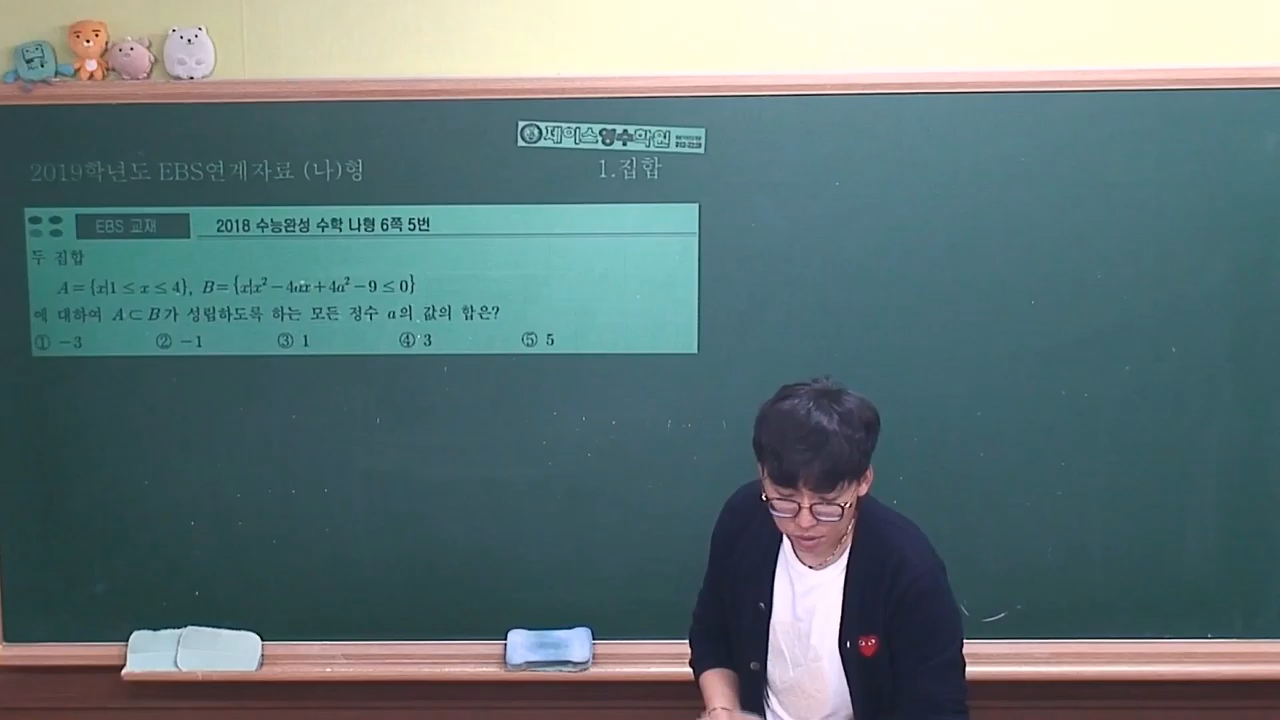 제이스영수학원
2019학년도 EBS연계자료 (나)형 1.집합
EBS 교재 2018 수능완성 수학 나형 6쪽 5번
두 집합
A={x|1≤x≤4}, B={x|x²-4ax+4a²-9≤0}
에 대하여 A⊂B가 성립하도록 하는 모든 정수 a의 값의 합은?
① -3 ② -1 ③ 1 ④ 3 ⑤ 5